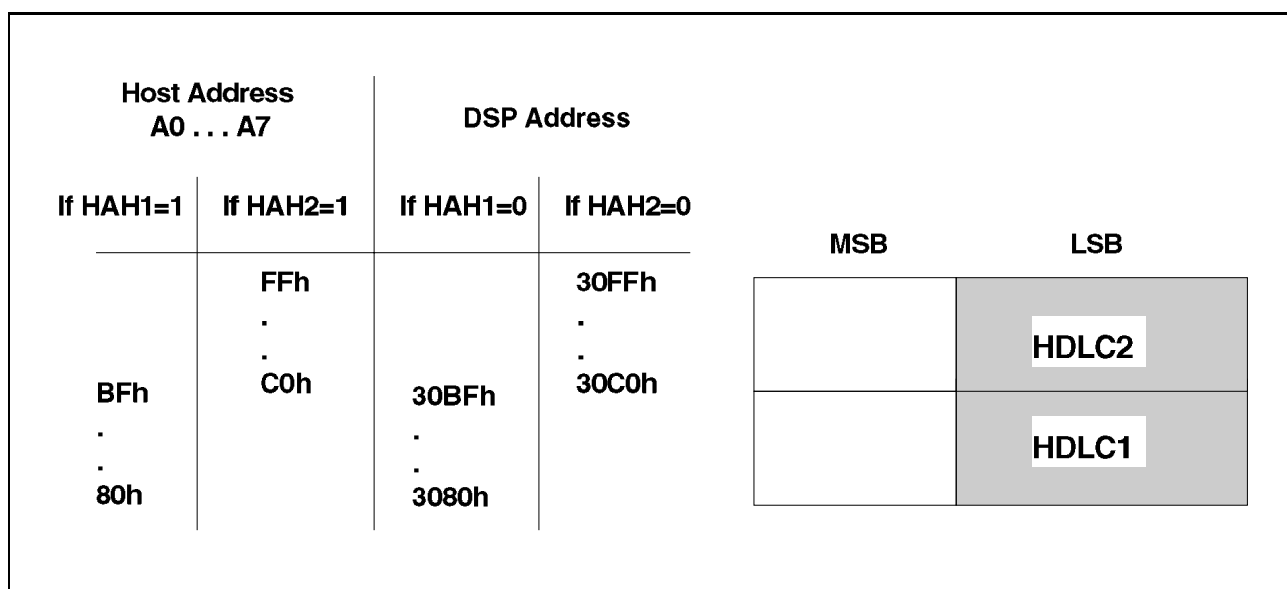 Host Address
A0 . . . A7
DSP Address
If HAH1=1
If HAH2=1
If HAH1=0
If HAH2=0
MSB
LSB
FFh
.
.
C0h
30FFh
.
.
30C0h
BFh
.
.
80h
30BFh
.
.
3080h
HDLC2
HDLC1